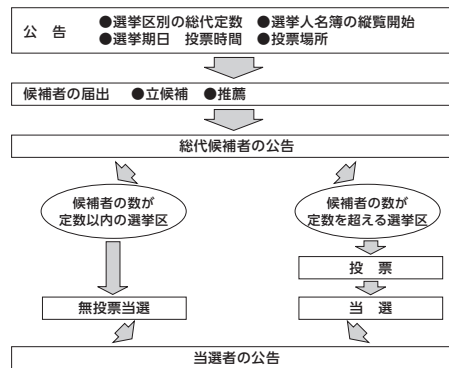 公　告　●選挙区別の総代定数　●選挙人名簿の縦覧開始
●選挙期日　投票時間　●投票場所
候補者の届出　●立候補　●推薦
総代候補者の公告
候補者の数が
定数以内の選挙区
候補者の数が
定数を超える選挙区
投　票
無投票当選
当　選
当選者の公告